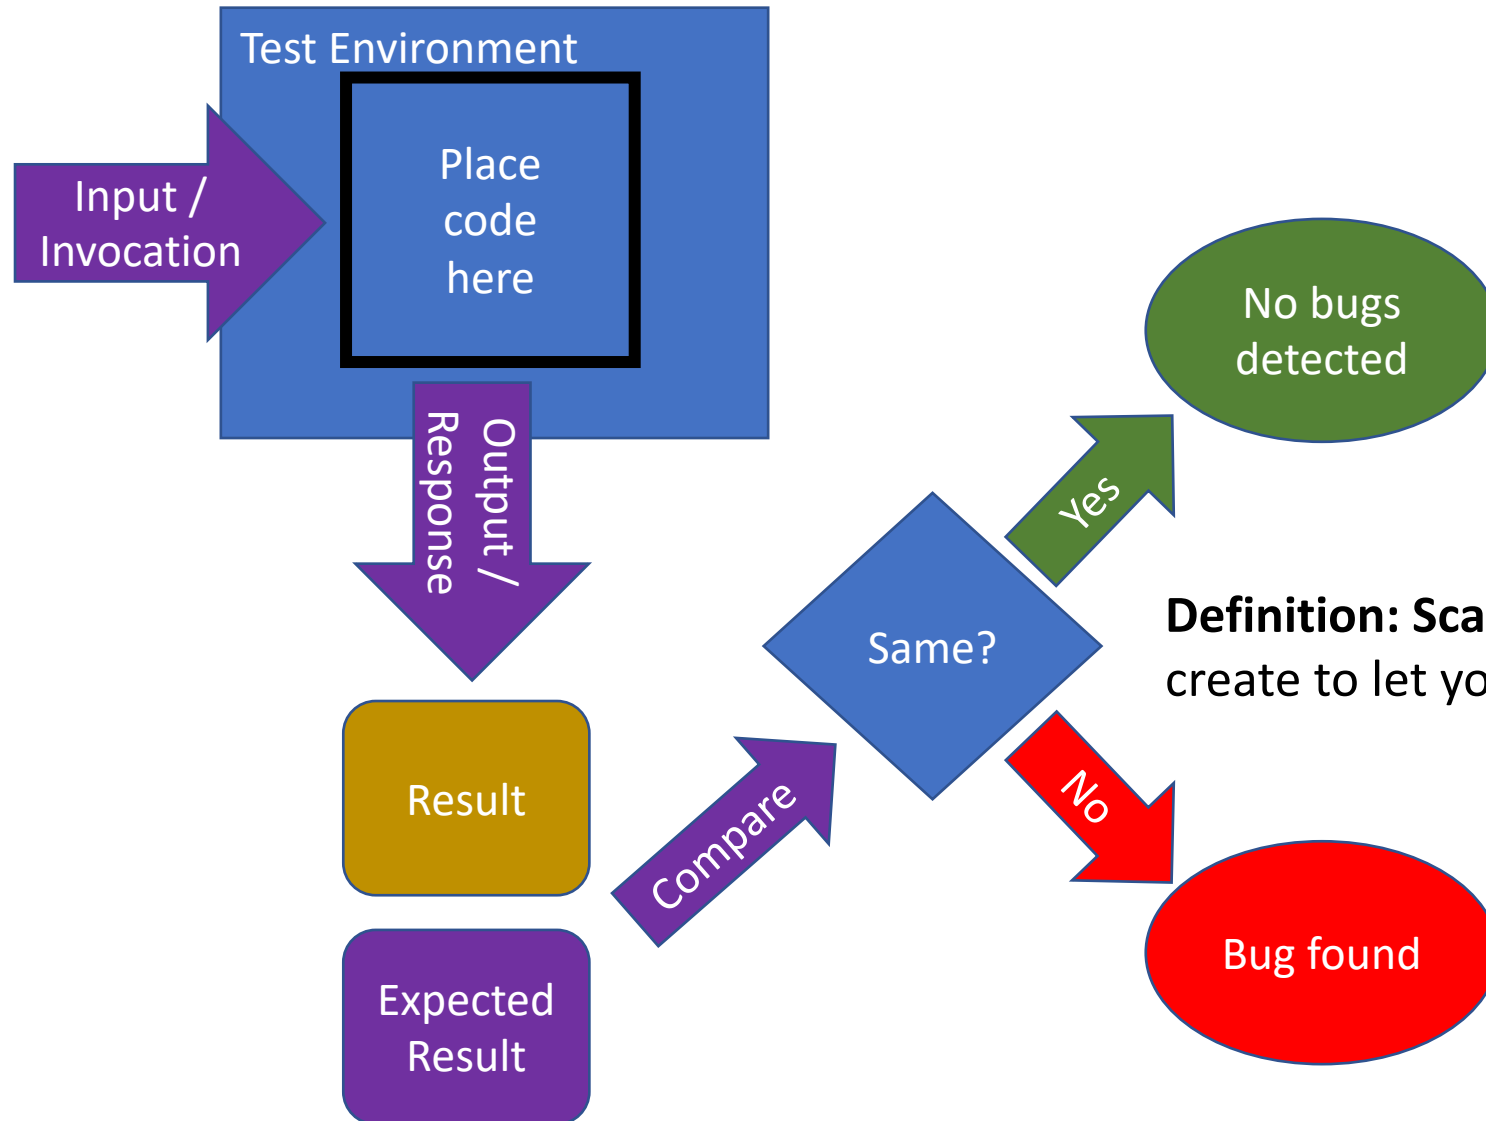 Test Environment
Place
code
here
Input /
Invocation
Output /
Response
Result
Expected
Result
Compare
Same?
Yes
No
No bugs
detected
Definition:
create to let
Bug found